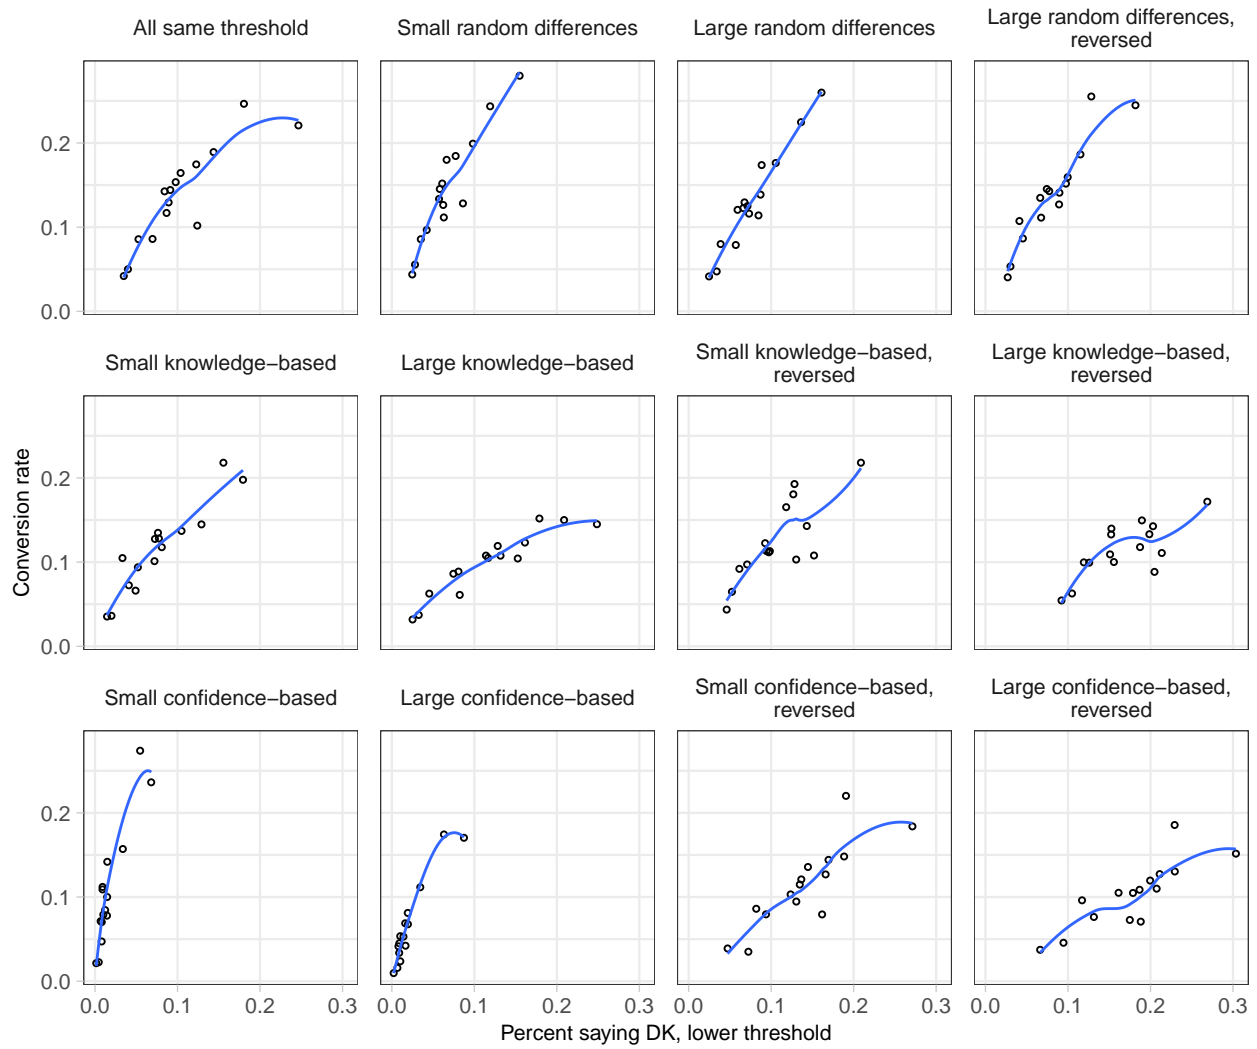 All same threshold
Small random differences
Large random differences
Large random differences,
reversed
0.2
0.1
0.0
Small knowledge−based
Large knowledge−based
Small knowledge−based,
reversed
Large knowledge−based,
reversed
Conversion rate
0.2
0.1
0.0
Small confidence−based
Large confidence−based
Small confidence−based,
reversed
Large confidence−based,
reversed
0.2
0.1
0.0
0.0 0.1 0.2 0.3 0.0 0.1 0.2 0.3 0.0 0.1 0.2 0.3 0.0 0.1 0.2 0.3
Percent saying DK, lower threshold